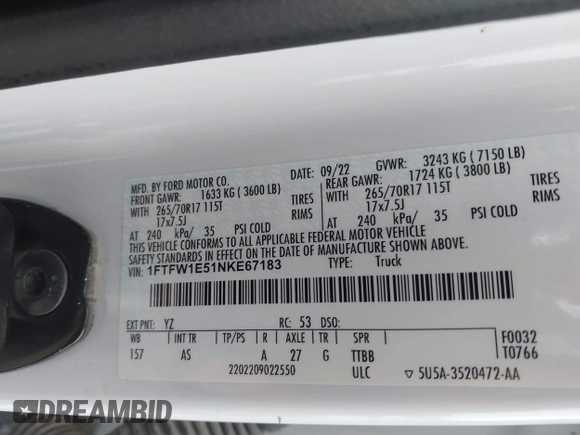 MFD. BY FORD MOTOR CO.
DATE: 09/22 GVWR: 3243 KG ( 7150 LB)
FRONT GAWR: 1633 KG ( 3600 LB)
REAR GAWR: 1724 KG ( 3800 LB)
WITH 265/70R17 115T TIRES
265/70R17 115T TIRES
17x7.5J RIMS
WITH 17x7.5J RIMS
AT 240 kPa/ 35 PSI COLD
AT 240 kPa/ 35 PSI COLD
THIS VEHICLE CONFORMS TO ALL APPLICABLE FEDERAL MOTOR VEHICLE
SAFETY STANDARDS IN EFFECT ON THE DATE OF MANUFACTURE SHOWN ABOVE.
VIN: 1FTFW1E51NKE67183 TYPE: Truck
EXT PNT: YZ RC: 53 DSO:
WB INT TR TP/PS R AXLE TR SPR F0032
157 AS A 27 G TTBB T0766
2202209022550 ULC ▽ 5U5A-3520472-AA
DREAMBID